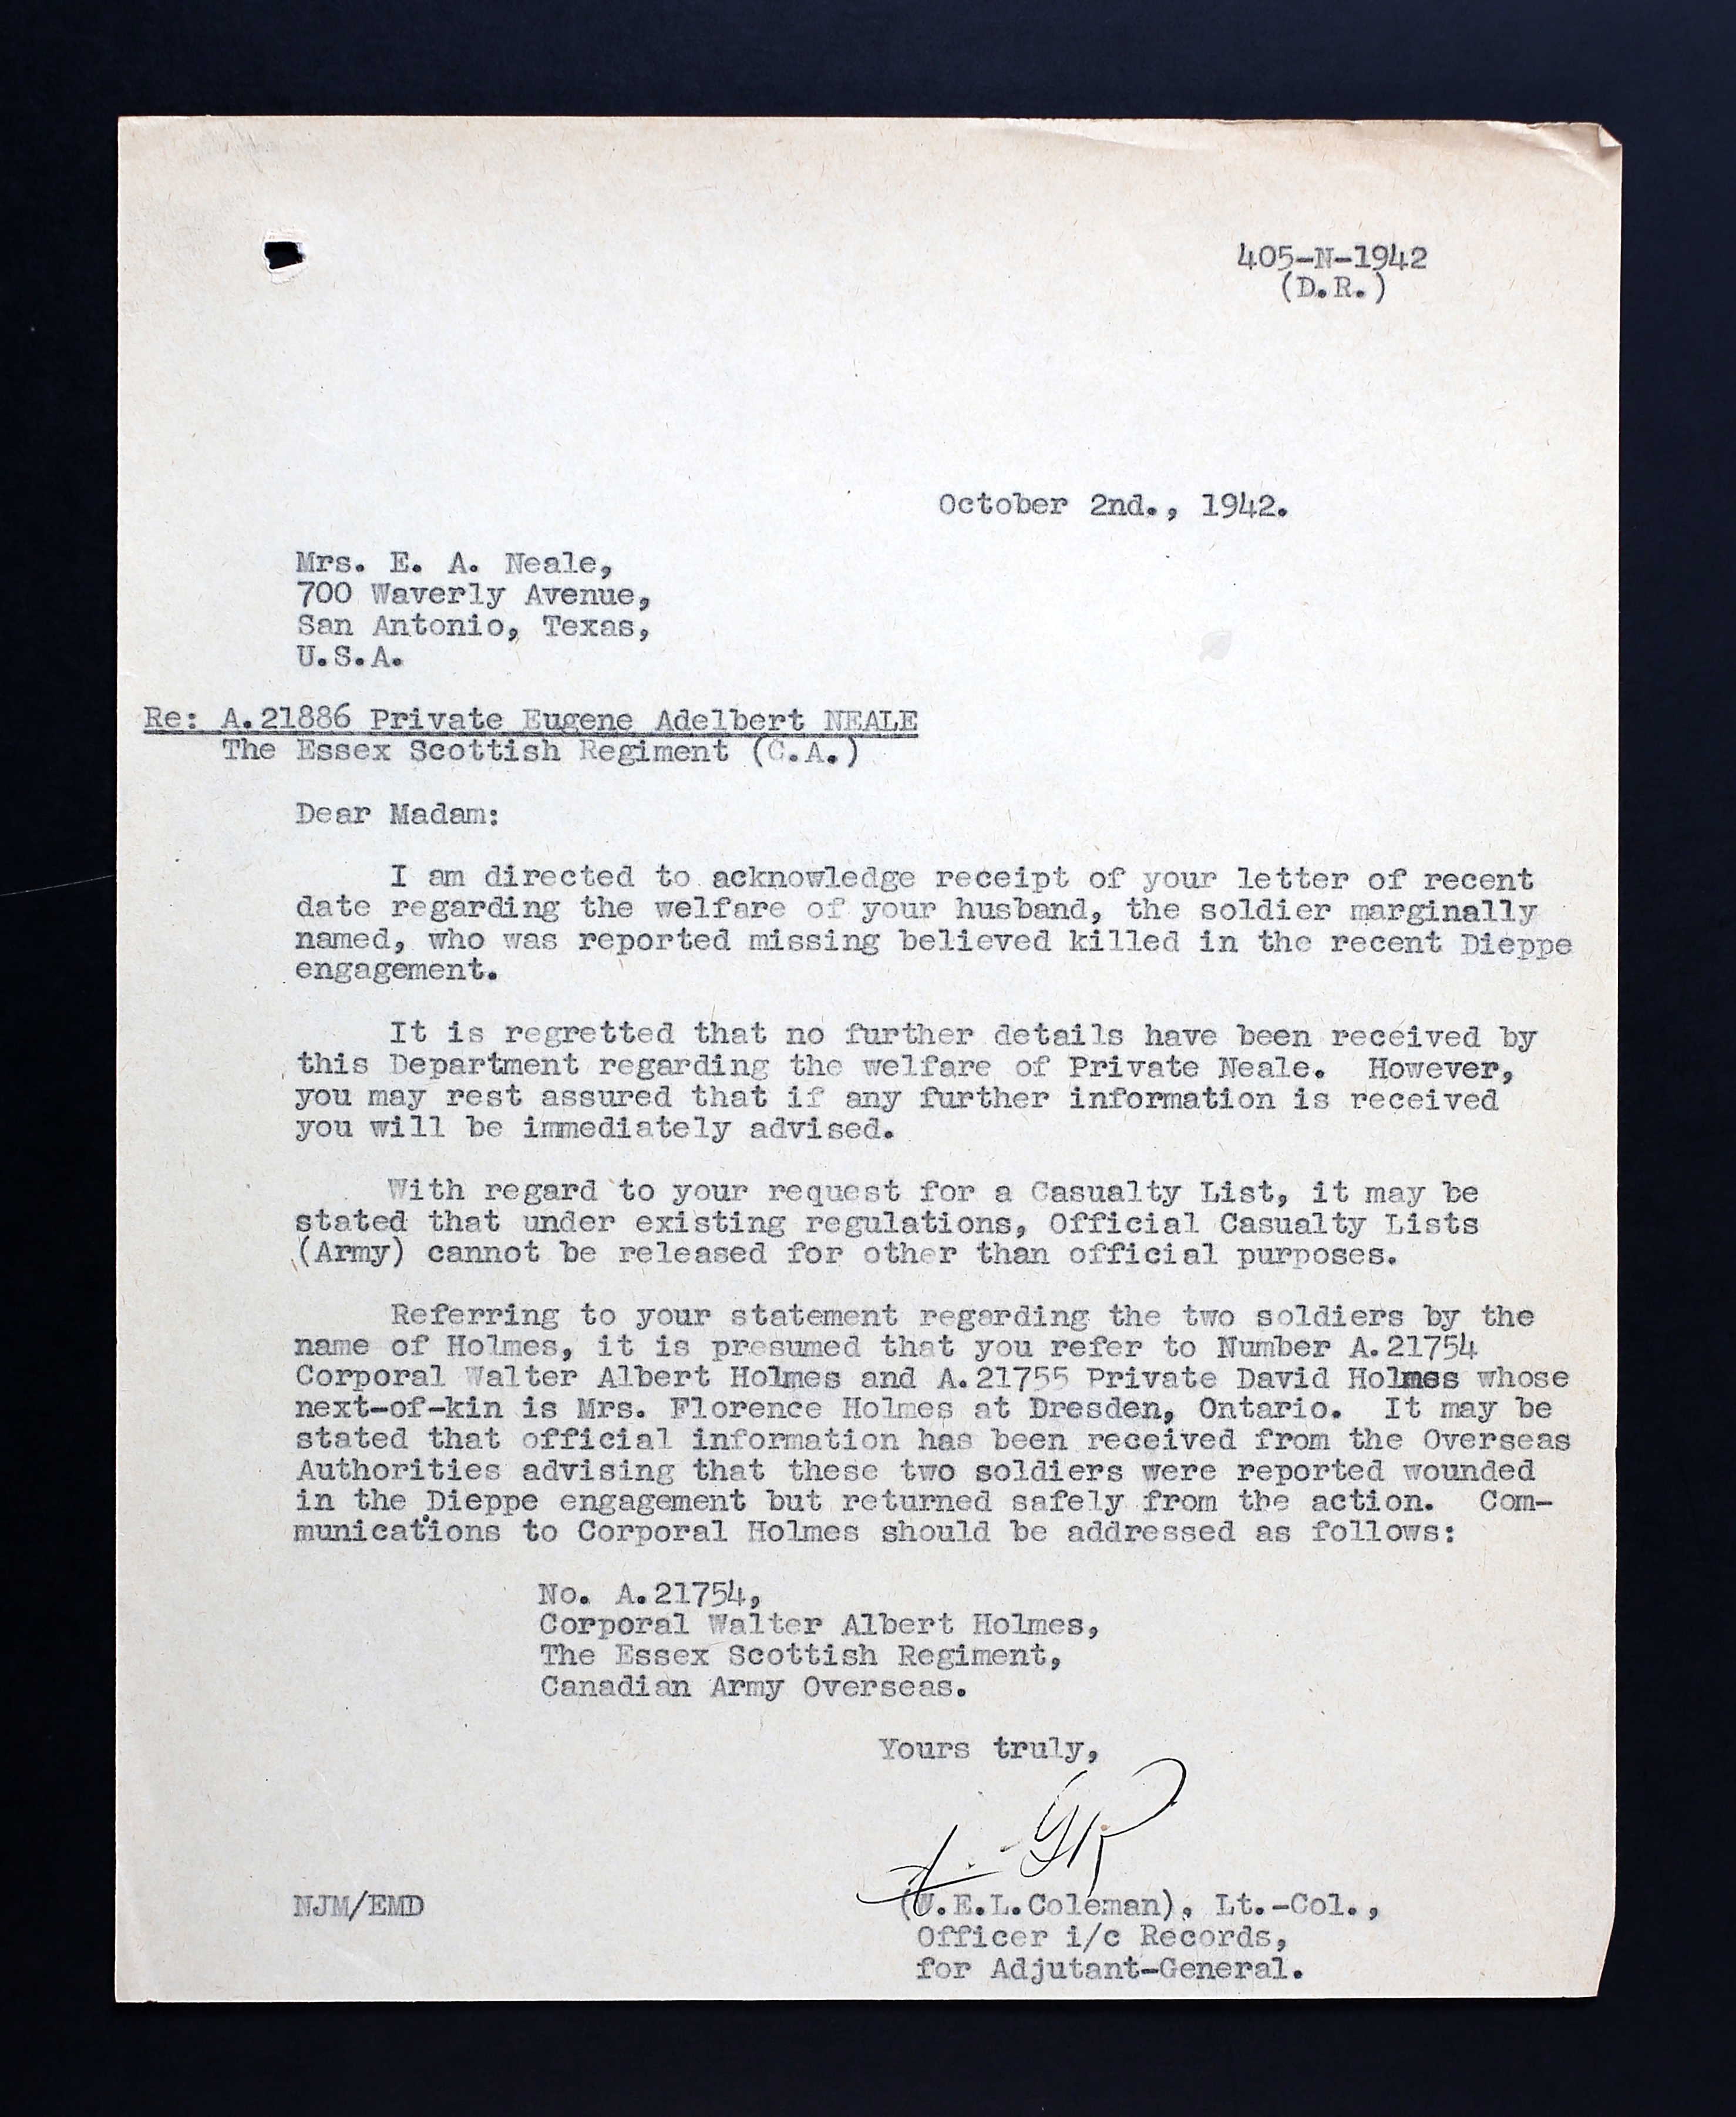 405-N-1942
(D.R.)
October 2nd., 1942.
Mrs. E. A. Neale,
700 Waverly Avenue,
San Antonio, Texas,
U.S.A.
Re: A.21886 Private Eugene Adelbert NEALE
The Essex Scottish Regiment (C.A.)
Dear Madam:
I am directed to acknowledge receipt of your letter of recent
date regarding the welfare of your husband, the soldier marginally
named, who was reported missing believed killed in the recent Dieppe
engagement.
It is regretted that no further details have been received by
this Department regarding the welfare of Private Neale. However,
you may rest assured that if any further information is received
you will be immediately advised.
With regard to your request for a Casualty List, it may be
stated that under existing regulations, Official Casualty Lists
(Army) cannot be released for other than official purposes.
Referring to your statement regarding the two soldiers by the
name of Holmes, it is presumed that you refer to Number A.21754
Corporal Walter Albert Holmes and A.21755 Private David Holmes whose
next-of-kin is Mrs. Florence Holmes at Dresden, Ontario. It may be
stated that official information has been received from the Overseas
Authorities advising that these two soldiers were reported wounded
in the Dieppe engagement but returned safely from the action. Com-
munications to Corporal Holmes should be addressed as follows:
No. A.21754,
Corporal Walter Albert Holmes,
The Essex Scottish Regiment,
Canadian Army Overseas.
Yours truly,
NJM/EMD
(W.E.L.Coleman), Lt.-Col.,
Officer i/c Records,
for Adjutant-General.